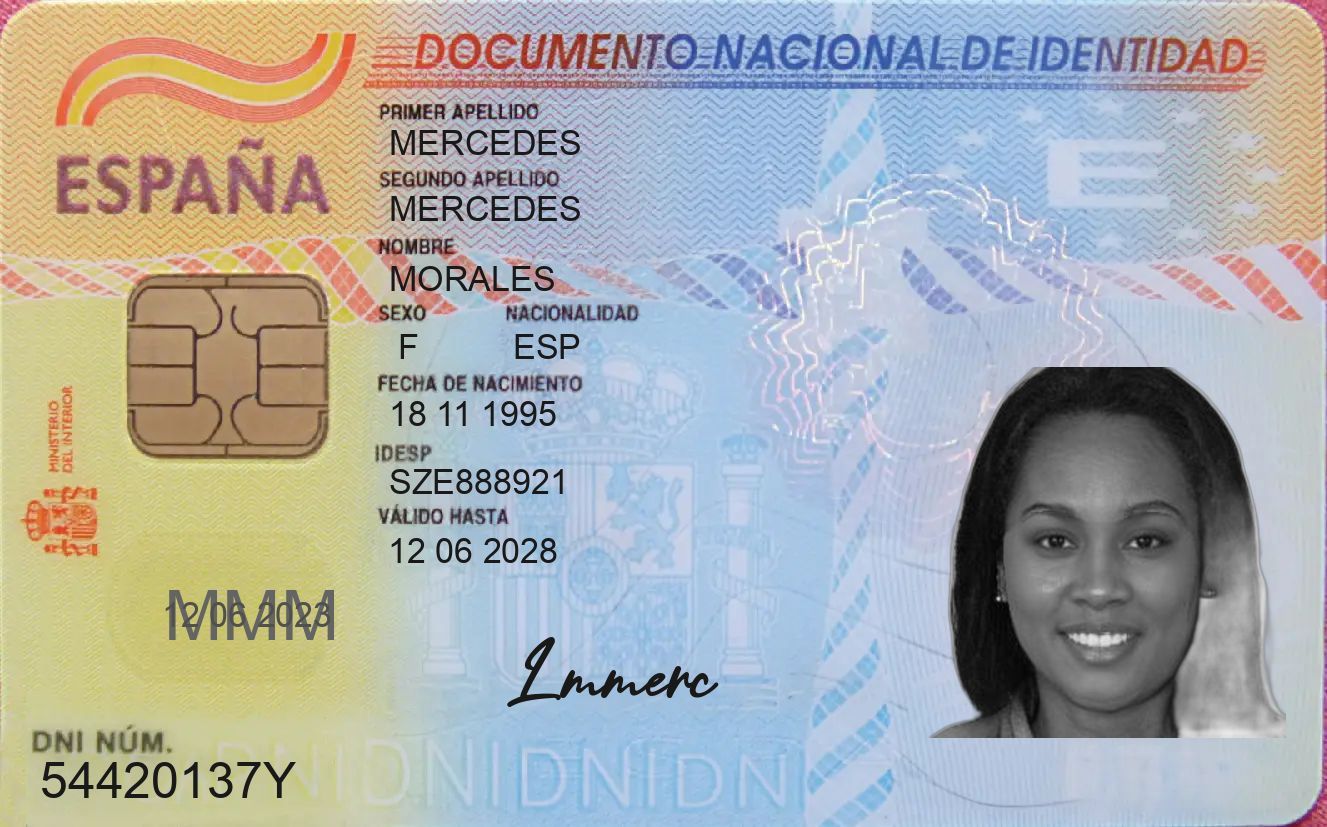 DOCUMENTO NACIONAL DE IDENTIDAD
ESPAÑA
PRIMER APELLIDO
MERCEDES
SEGUNDO APELLIDO
MERCEDES
NOMBRE
MORALES
SEXO NACIONALIDAD
F ESP
FECHA DE NACIMIENTO
18 11 1995
IDESP
SZE888921
VÁLIDO HASTA
12 06 2028
MINISTERIO
DEL INTERIOR
E
MMM
12 06 2023
Lmmerc
DNI NÚM.
54420137Y
DNIDNIDNIDNI